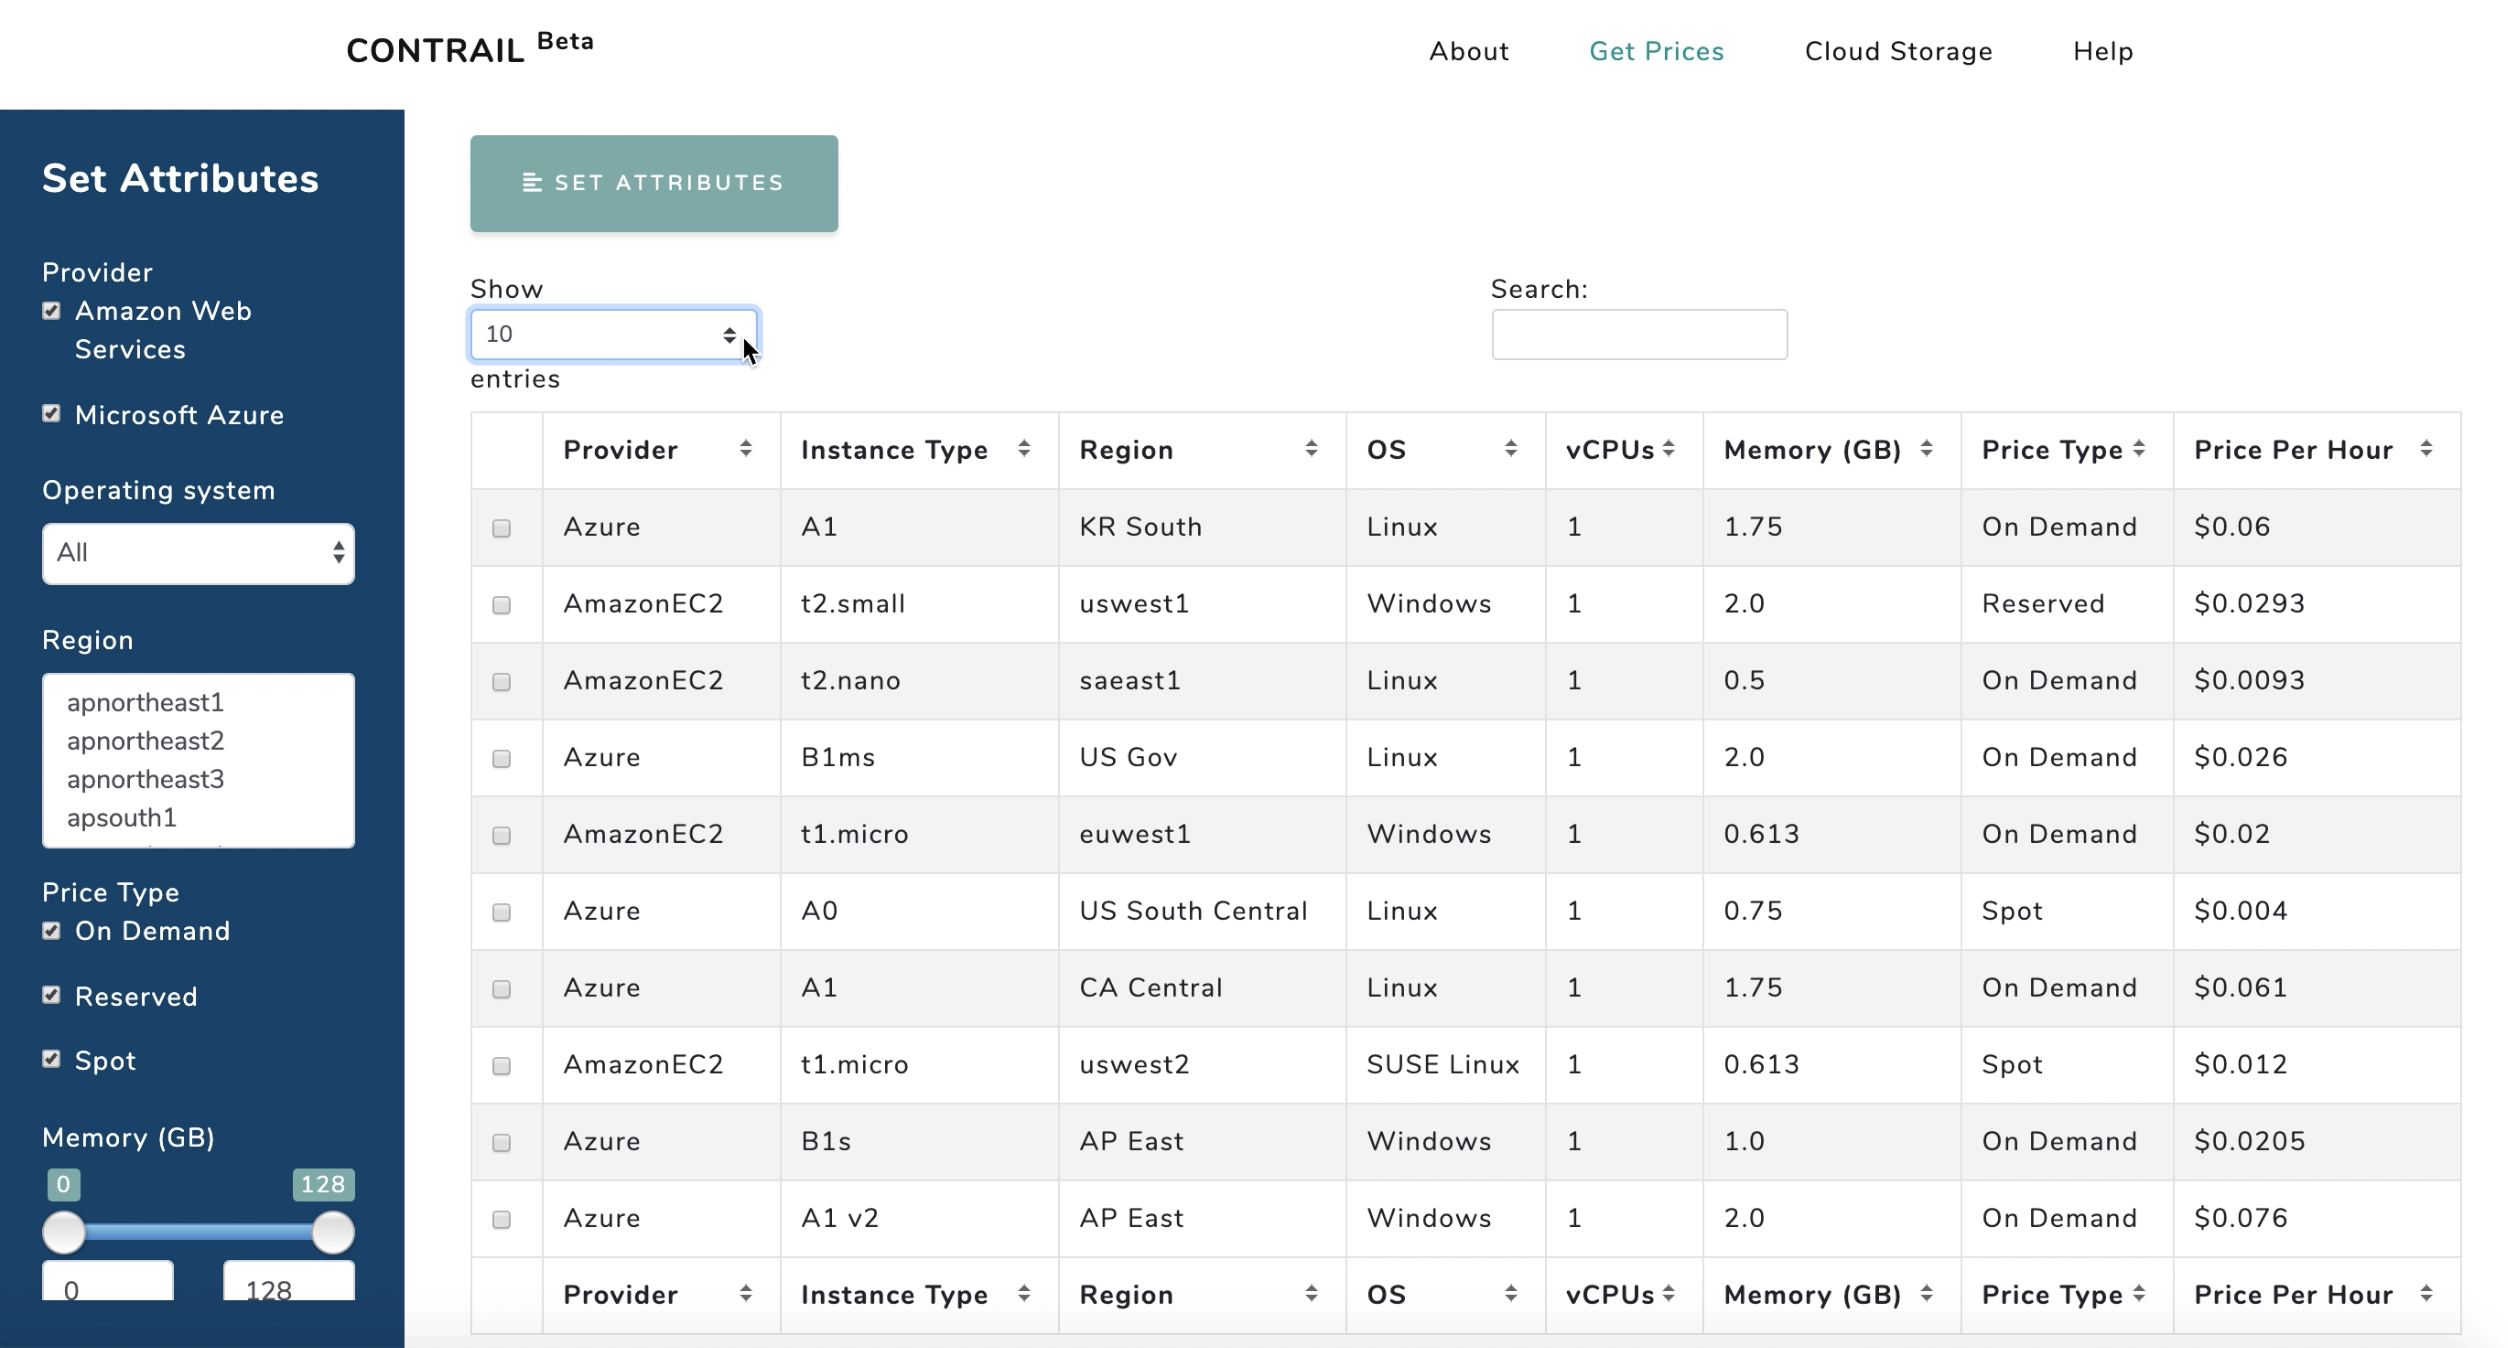 CONTRAIL Beta
About Get Prices Cloud Storage Help
Set Attributes
Provider
Amazon Web
Services
Microsoft Azure
Operating system
All
Region
apnortheast1
apnortheast2
apnortheast3
apsouth1
Price Type
On Demand
Reserved
Spot
Memory (GB)
0 128
0 128
SET ATTRIBUTES
Show
10
entries
Search:
Provider Instance Type Region OS vCPUs Memory (GB) Price Type Price Per Hour
Azure A1 KR South Linux 1 1.75 On Demand $0.06
AmazonEC2 t2.small uswest1 Windows 1 2.0 Reserved $0.0293
AmazonEC2 t2.nano saeast1 Linux 1 0.5 On Demand $0.0093
Azure B1ms US Gov Linux 1 2.0 On Demand $0.026
AmazonEC2 t1.micro euwest1 Windows 1 0.613 On Demand $0.02
Azure A0 US South Central Linux 1 0.75 Spot $0.004
Azure A1 CA Central Linux 1 1.75 On Demand $0.061
AmazonEC2 t1.micro uswest2 SUSE Linux 1 0.613 Spot $0.012
Azure B1s AP East Windows 1 1.0 On Demand $0.0205
Azure A1 v2 AP East Windows 1 2.0 On Demand $0.076
Provider Instance Type Region OS vCPUs Memory (GB) Price Type Price Per Hour